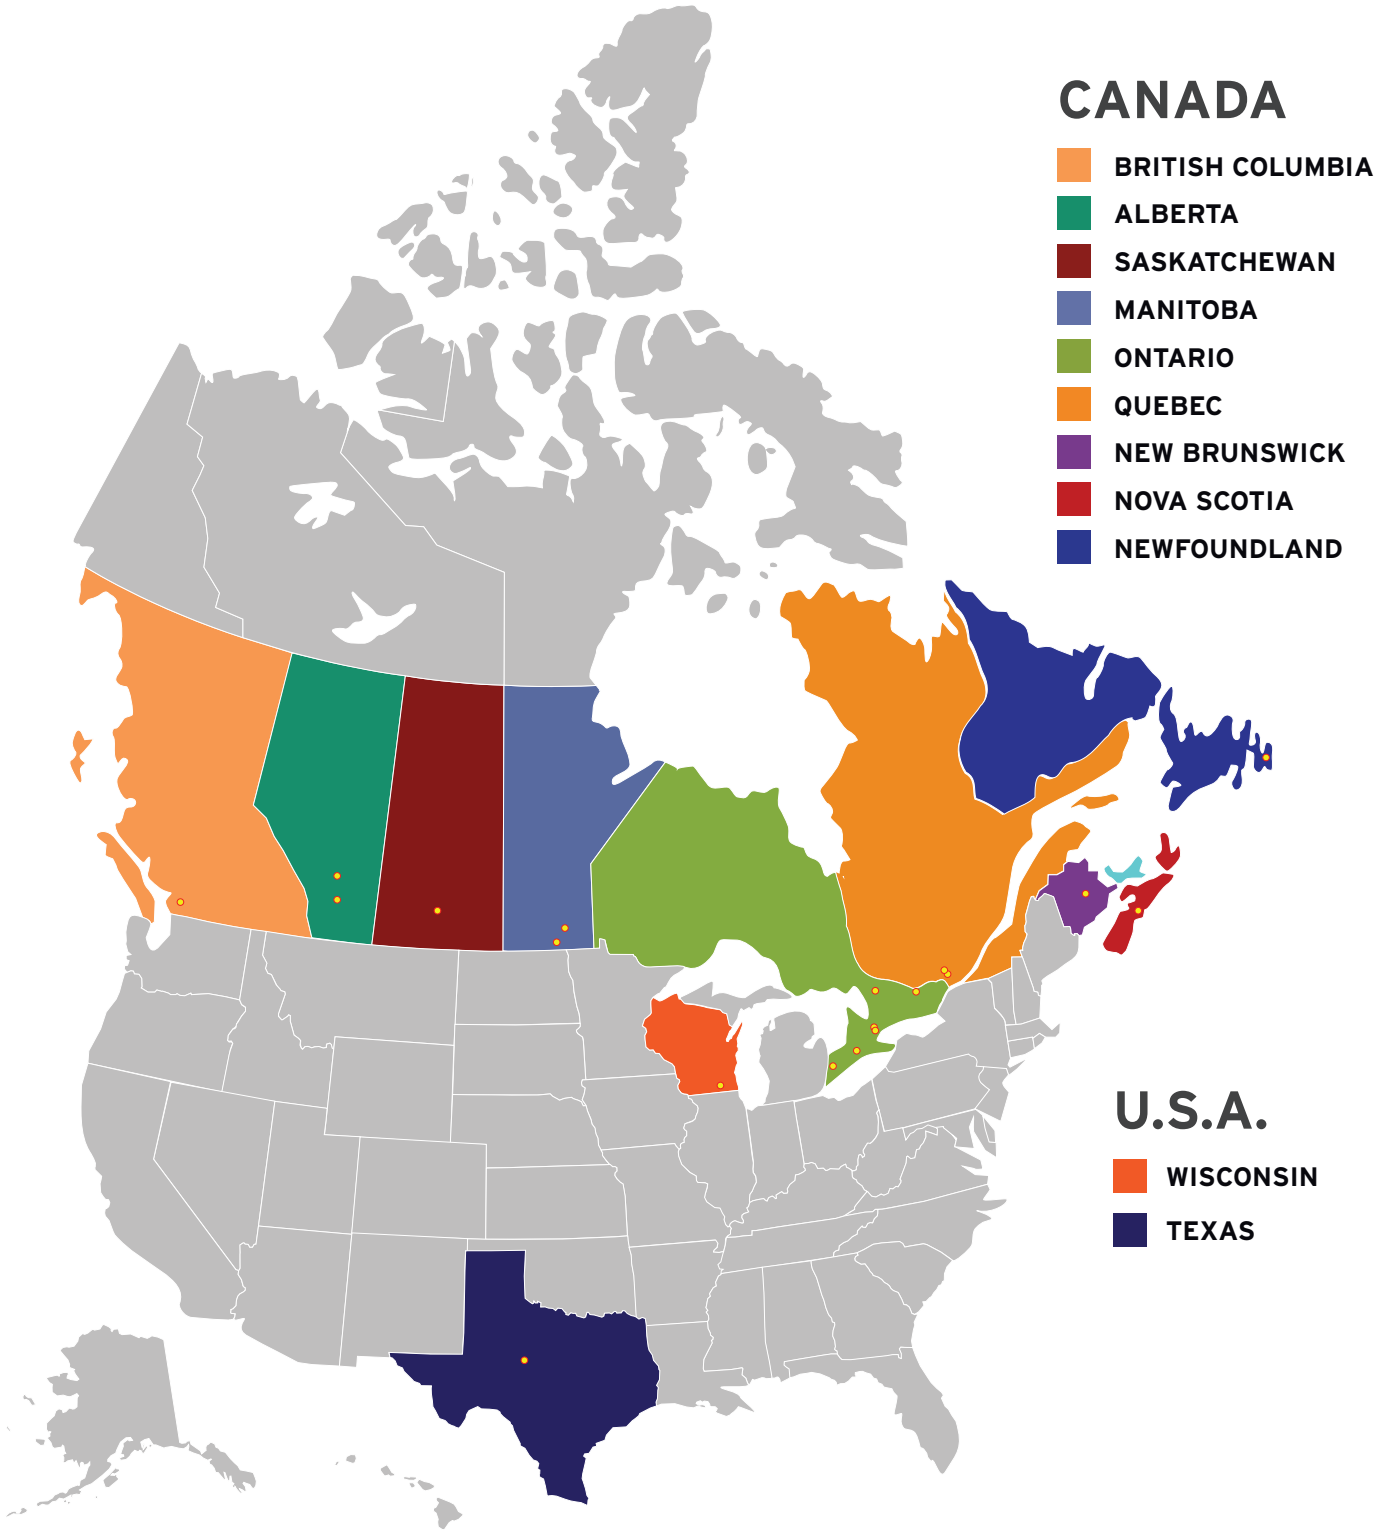 CANADA
BRITISH COLUMBIA
ALBERTA
SASKATCHEWAN
MANITOBA
ONTARIO
QUEBEC
NEW BRUNSWICK
NOVA SCOTIA
NEWFOUNDLAND
U.S.A.
WISCONSIN
TEXAS